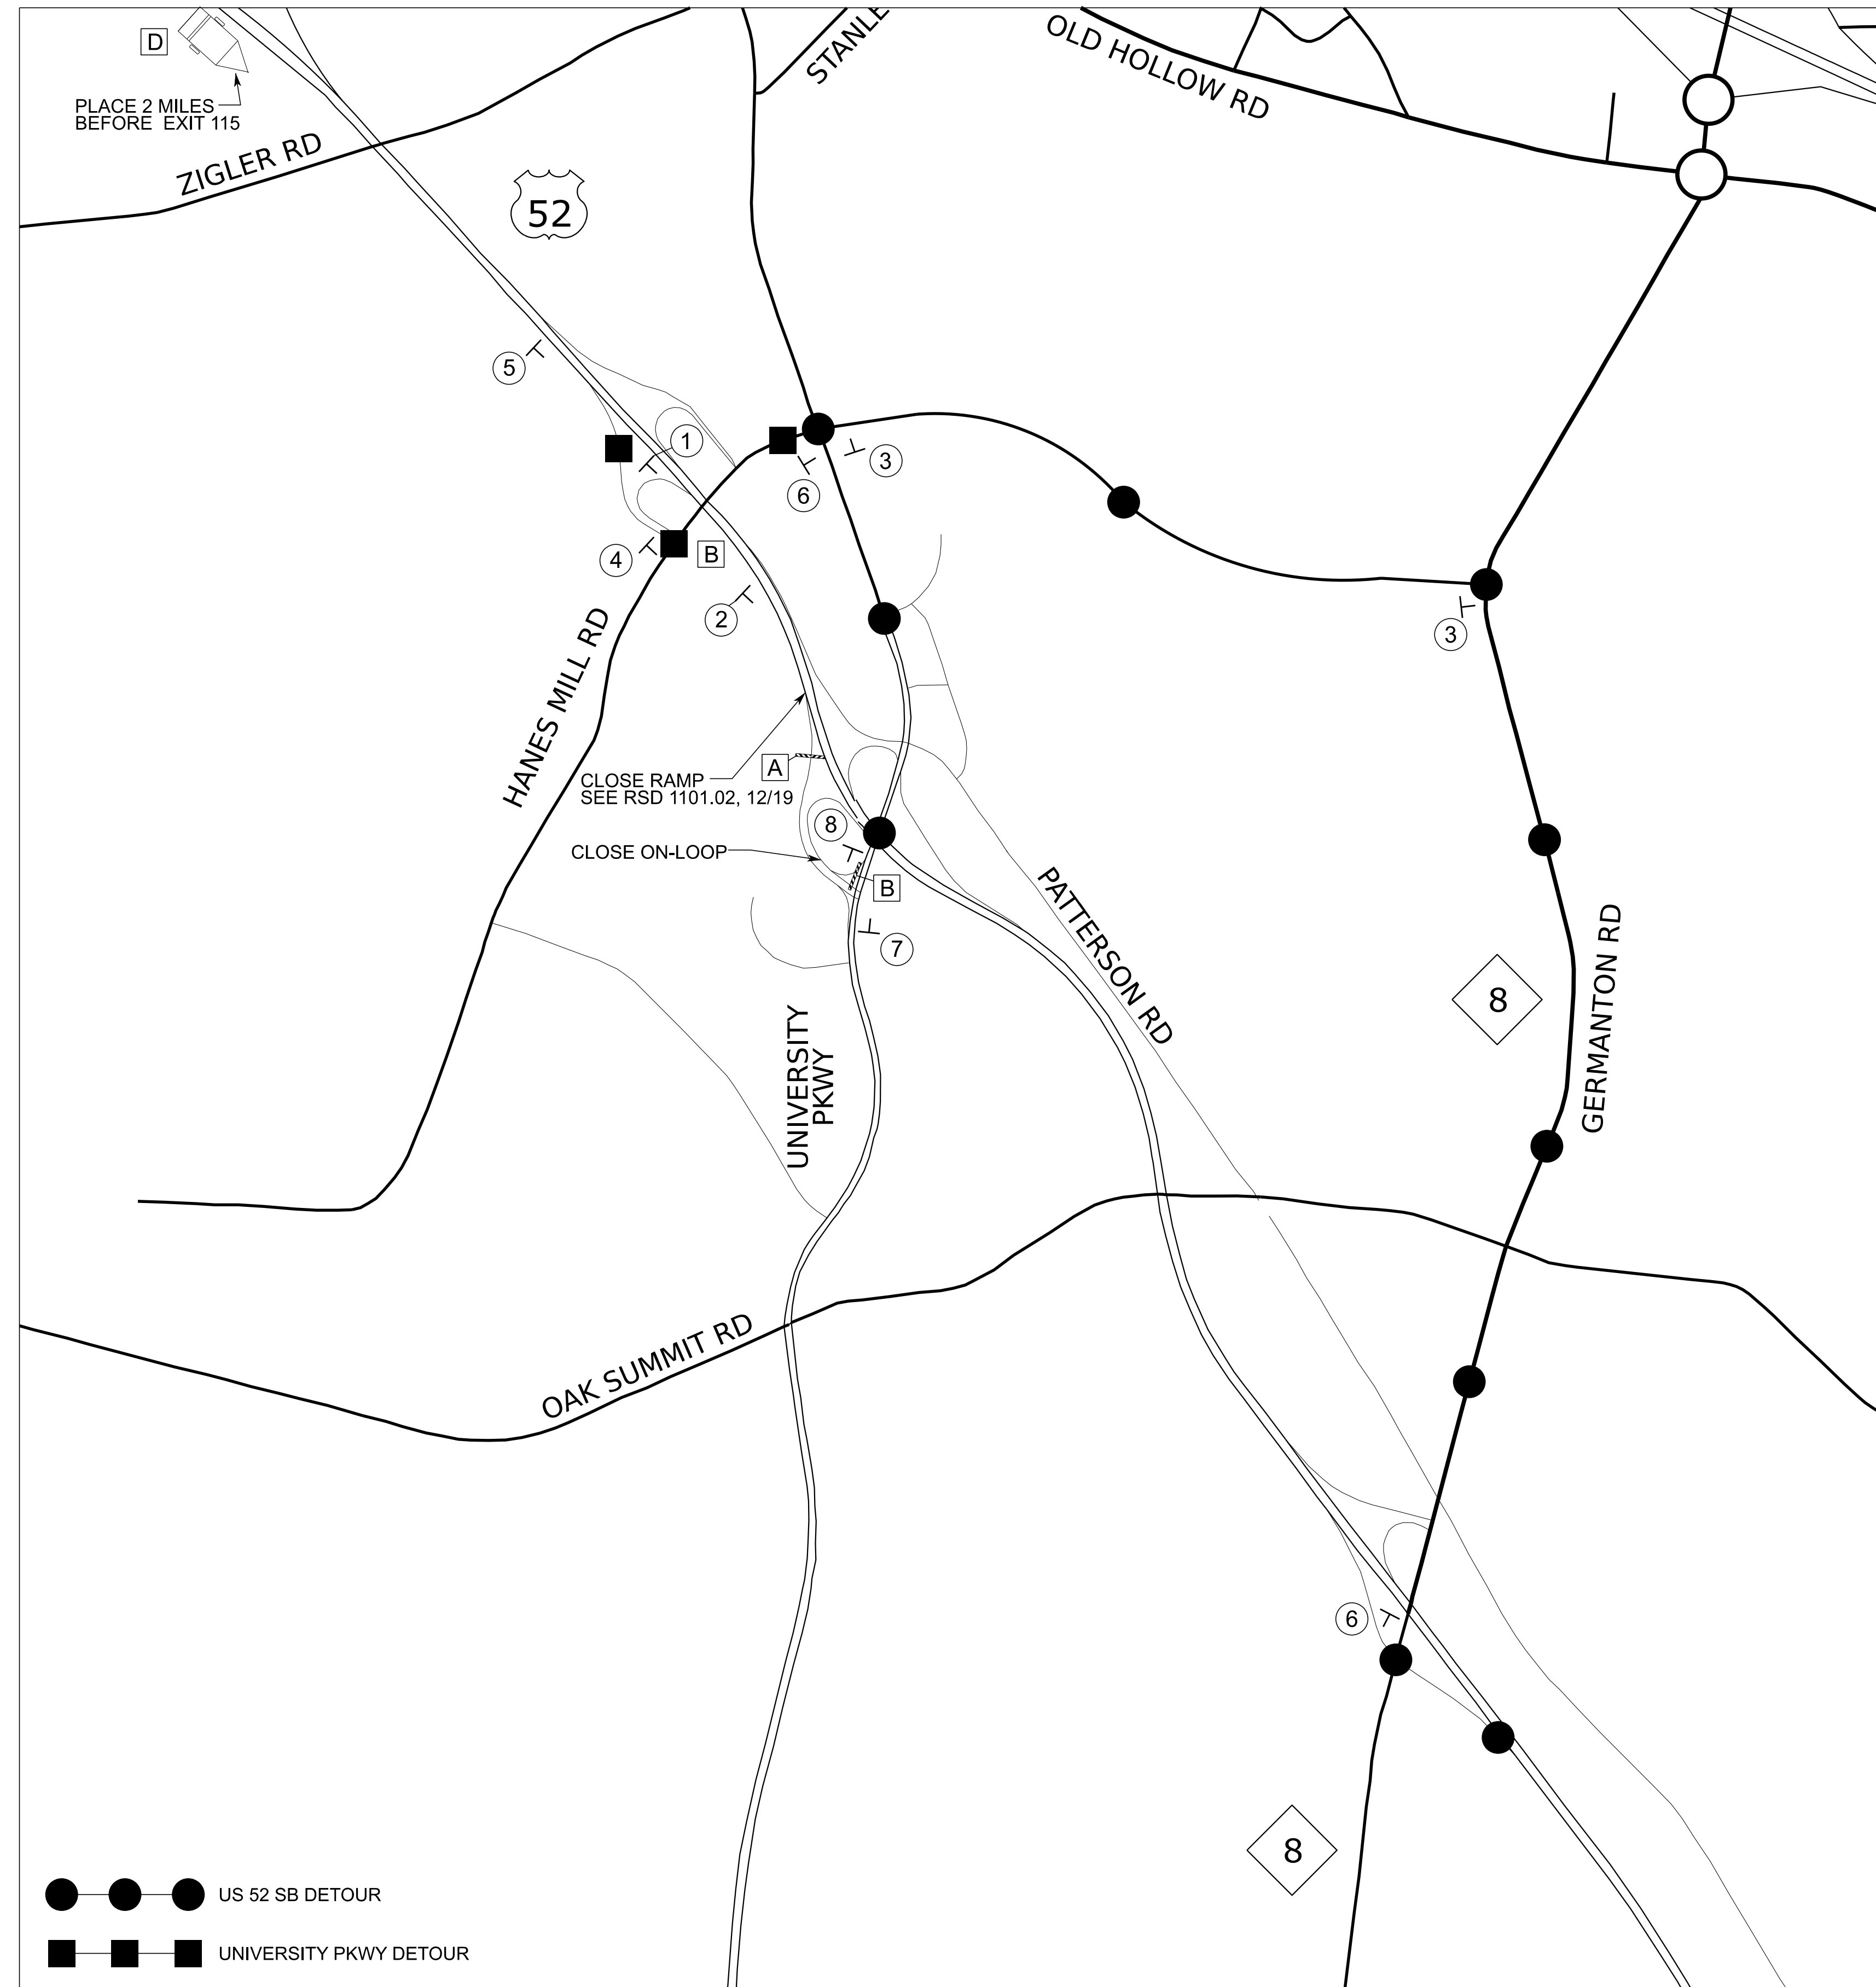 D
PLACE 2 MILES
BEFORE EXIT 115
ZIGLER RD
52
OLD HOLLOW RD
5
1
6
3
4
B
2
3
HANES MILL RD
CLOSE RAMP
SEE RSD 1101.02, 12/19
A
8
CLOSE ON-LOOP
B
7
PATTERSON RD
8
GERMANTON RD
UNIVERSITY
PKWY
OAK SUMMIT RD
6
8
US 52 SB DETOUR
UNIVERSITY PKWY DETOUR